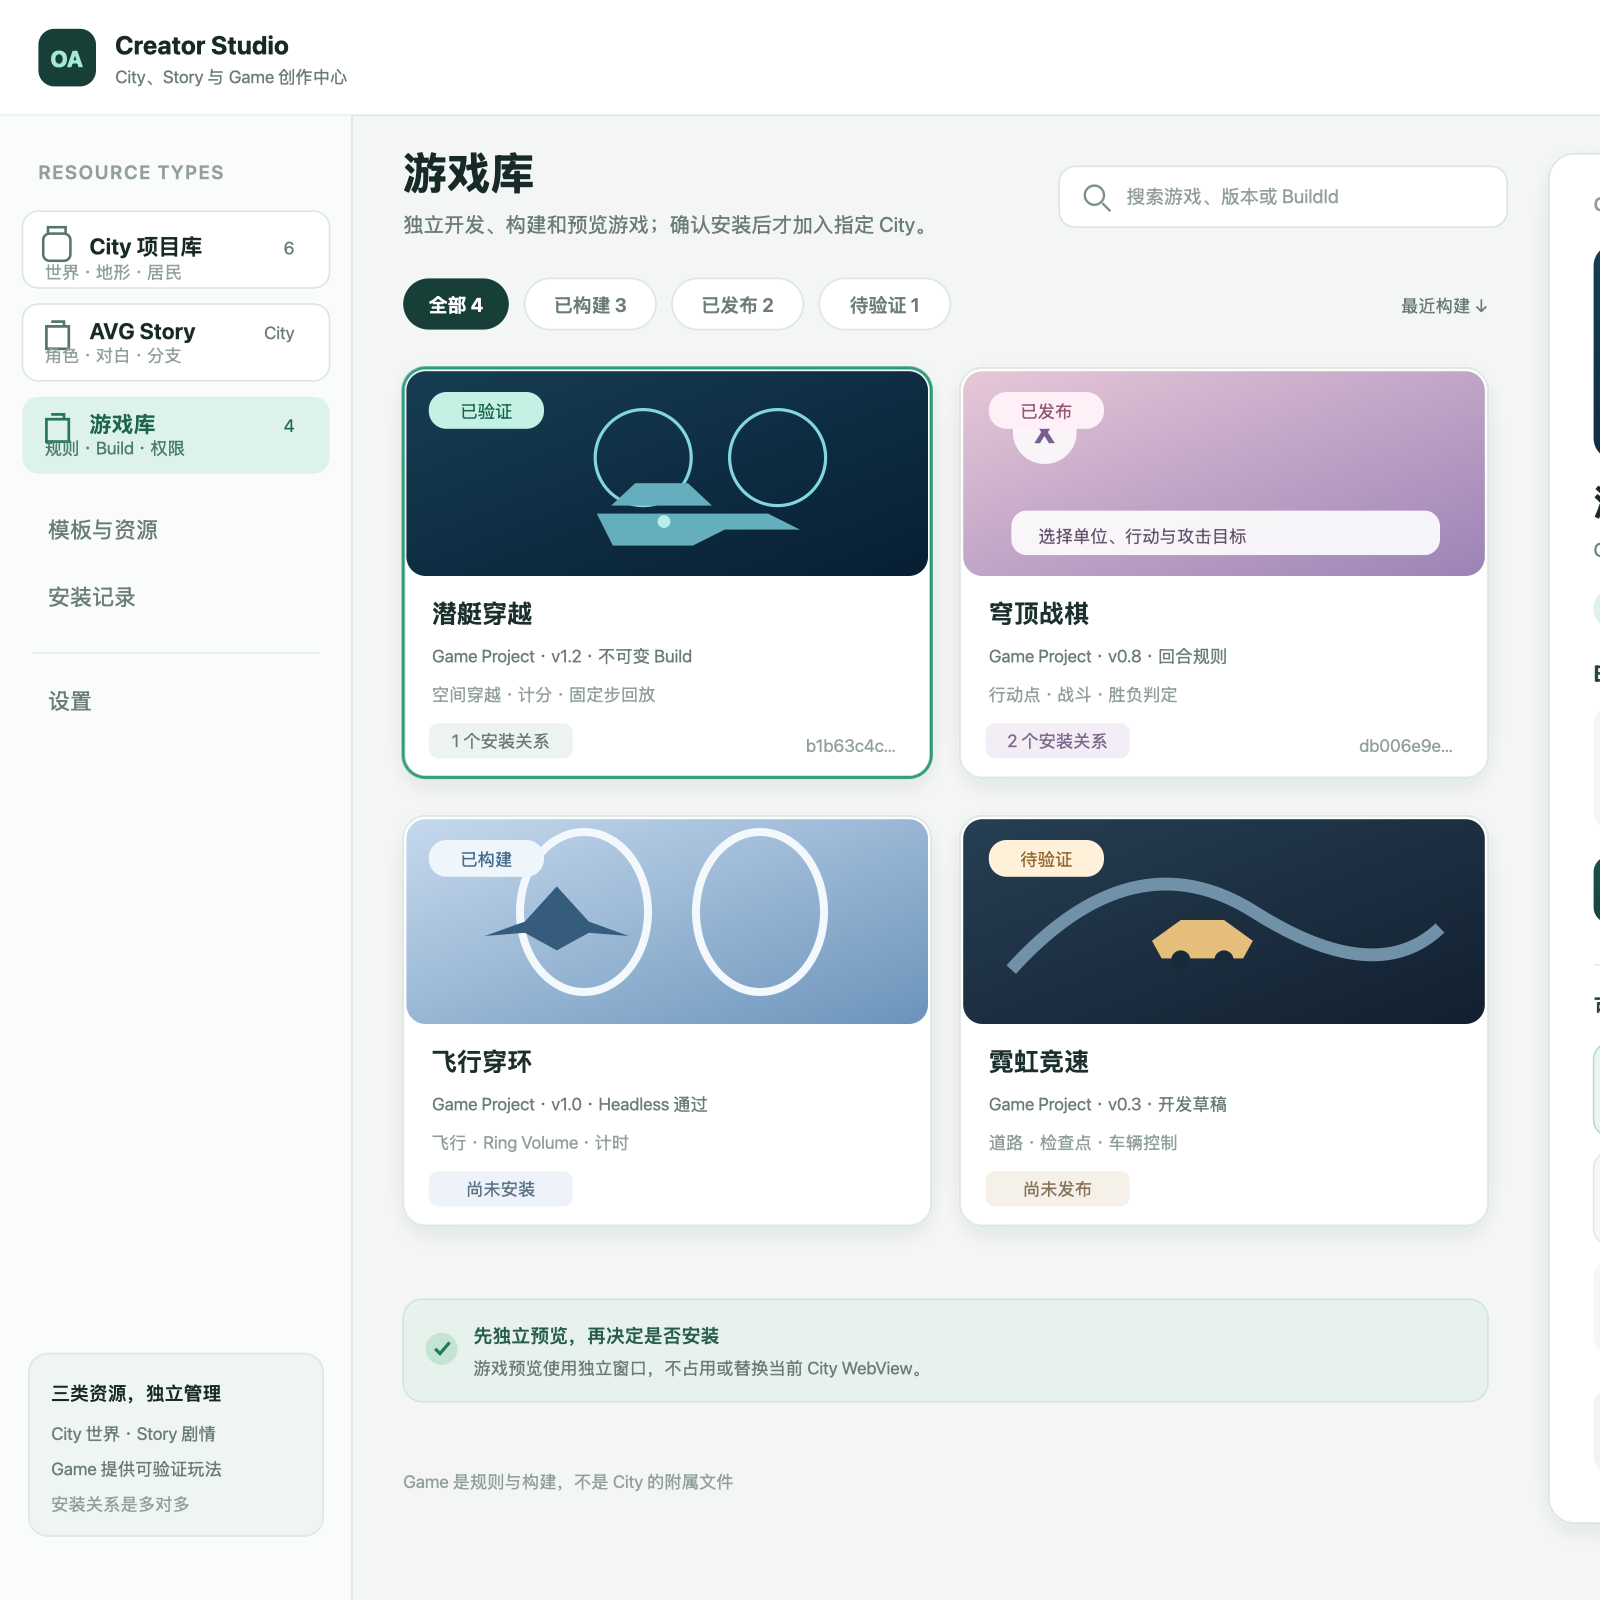 OA
Creator Studio
City、Story 与 Game 创作中心
RESOURCE TYPES
City 项目库
6
世界 · 地形 · 居民
AVG Story
City
角色 · 对白 · 分支
游戏库
4
规则 · Build · 权限
模板与资源
安装记录
设置
三类资源，独立管理
City 世界 · Story 剧情
Game 提供可验证玩法
安装关系是多对多
游戏库
独立开发、构建和预览游戏；确认安装后才加入指定 City。
搜索游戏、版本或 BuildId
全部 4
已构建 3
已发布 2
待验证 1
最近构建 ↓
已验证
潜艇穿越
Game Project · v1.2 · 不可变 Build
空间穿越 · 计分 · 固定步回放
1 个安装关系
b1b63c4c...
已发布
X
选择单位、行动与攻击目标
穹顶战棋
Game Project · v0.8 · 回合规则
行动点 · 战斗 · 胜负判定
2 个安装关系
db006e9e...
已构建
飞行穿环
Game Project · v1.0 · Headless 通过
飞行 · Ring Volume · 计时
尚未安装
待验证
霓虹竞速
Game Project · v0.3 · 开发草稿
道路 · 检查点 · 车辆控制
尚未发布
先独立预览，再决定是否安装
游戏预览使用独立窗口，不占用或替换当前 City WebView。
Game 是规则与构建，不是 City 的附属文件